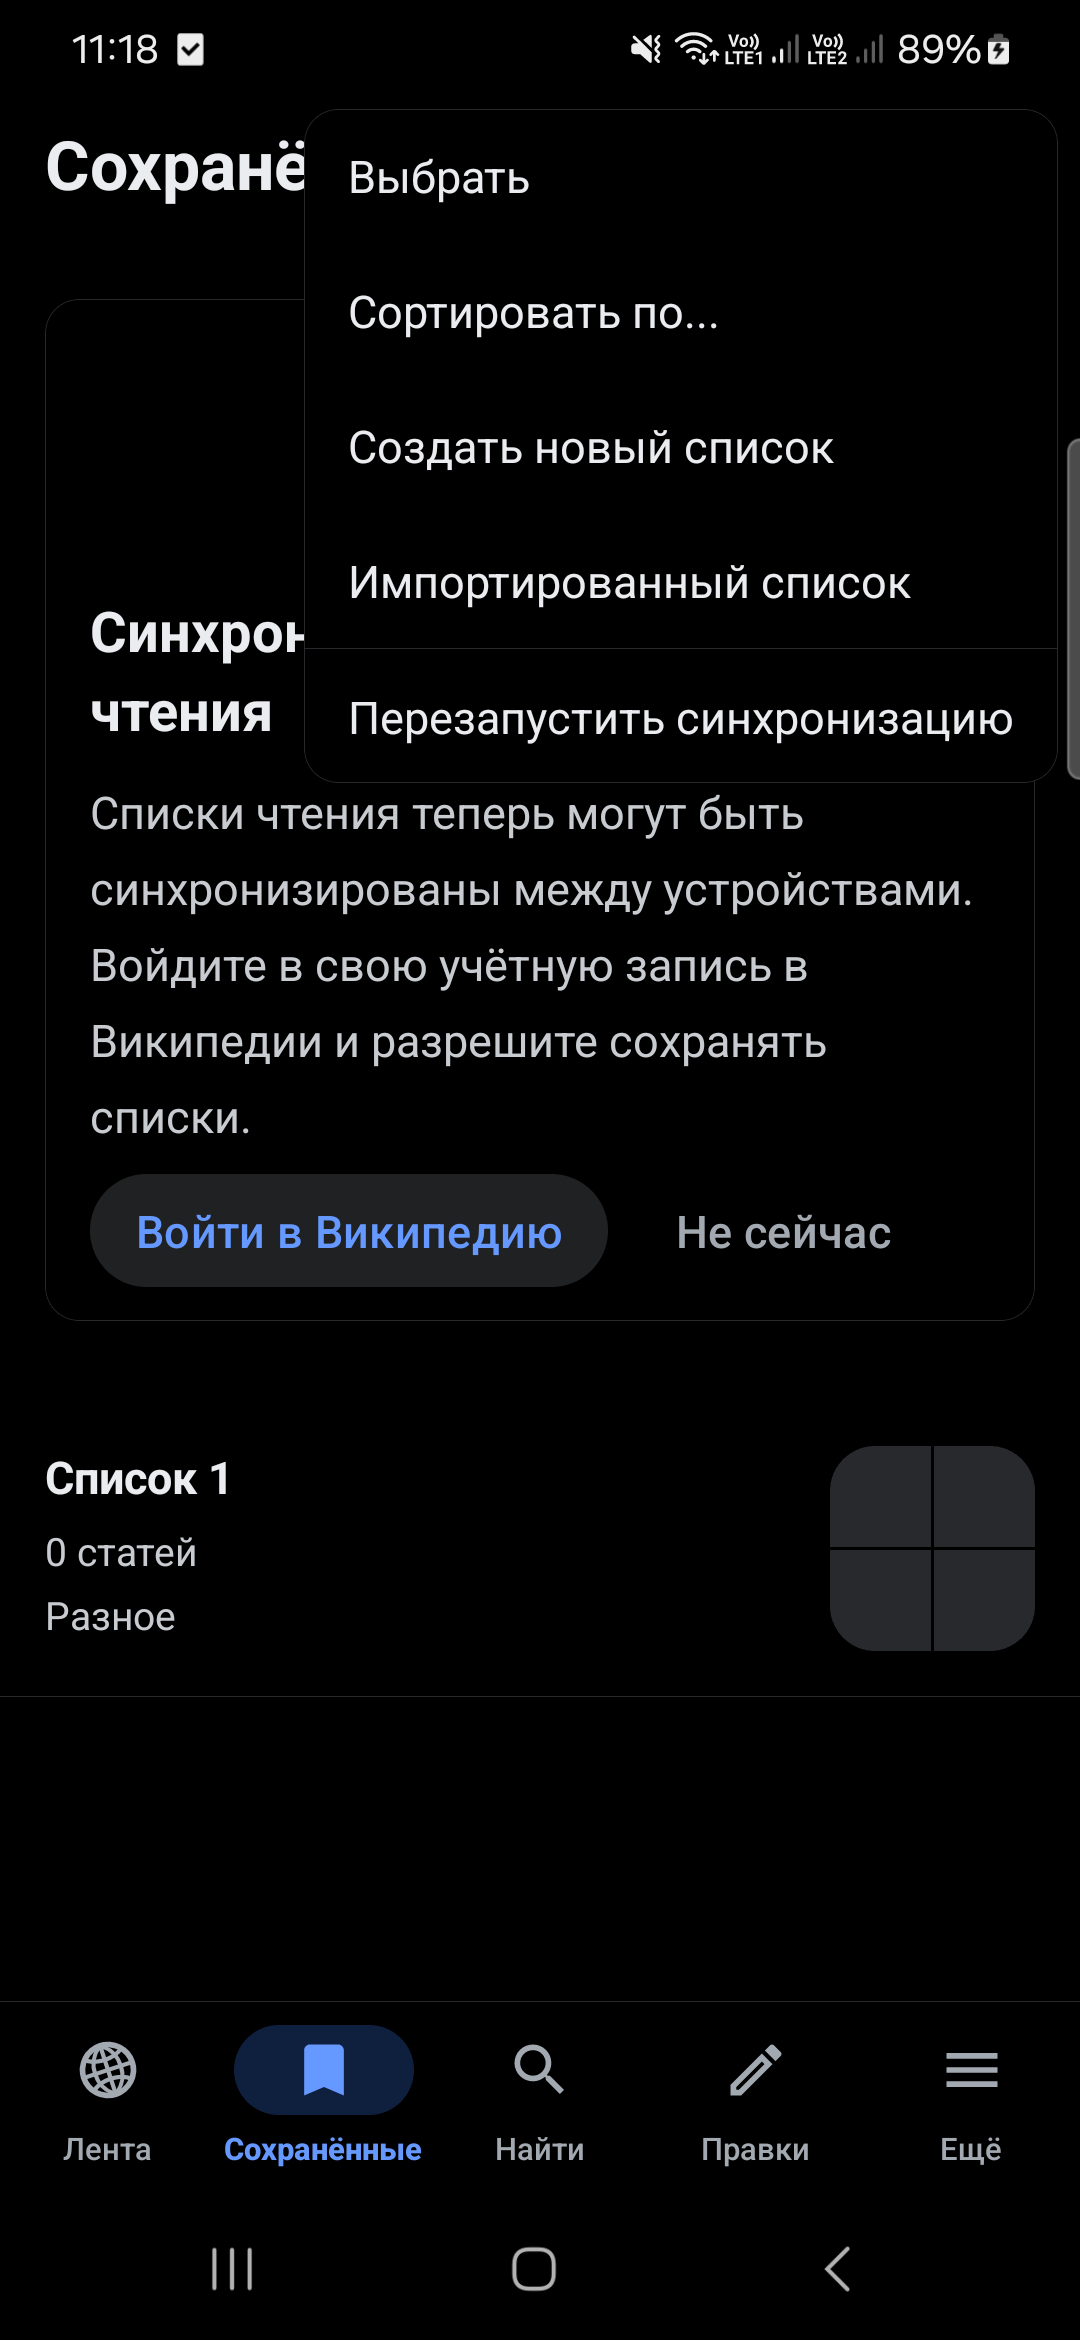 11:18
Vo)) LTE1 Vo)) LTE2 89%
Сохранё
Выбрать
Сортировать по...
Создать новый список
Импортированный список
Перезапустить синхронизацию
Синхрон
чтения
Списки чтения теперь могут быть
синхронизированы между устройствами.
Войдите в свою учётную запись в
Википедии и разрешите сохранять
списки.
Войти в Википедию
Не сейчас
Список 1
0 статей
Разное
Лента
Сохранённые
Найти
Правки
Ещё